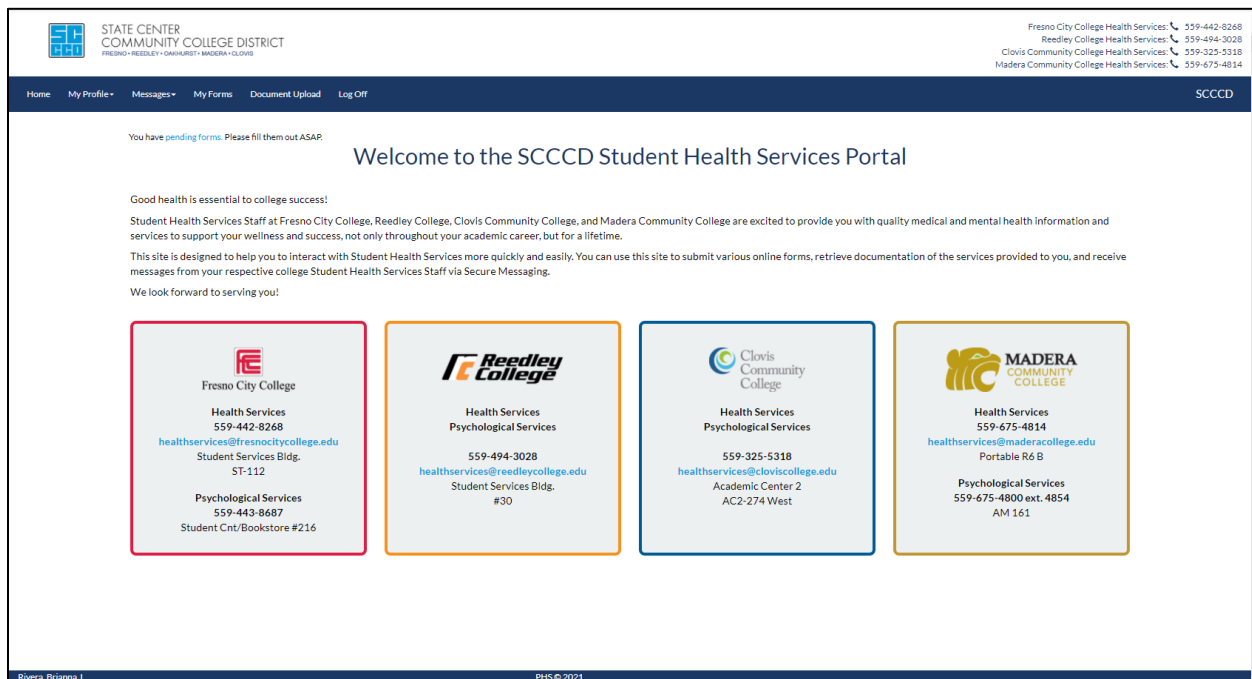 SC
CCD
STATE CENTER
COMMUNITY COLLEGE DISTRICT
FRESNO • REEDLEY • OAKHURST • MADERA • CLOVIS
Fresno City College Health Services: 559-442-8268
Reedley College Health Services: 559-494-3028
Clovis Community College Health Services: 559-325-5318
Madera Community College Health Services: 559-675-4814
Home My Profile Messages My Forms Document Upload Log Off SCCCD
You have pending forms. Please fill them out ASAP.
Welcome to the SCCCD Student Health Services Portal
Good health is essential to college success!
Student Health Services Staff at Fresno City College, Reedley College, Clovis Community College, and Madera Community College are excited to provide you with quality medical and mental health information and
services to support your wellness and success, not only throughout your academic career, but for a lifetime.
This site is designed to help you to interact with Student Health Services more quickly and easily. You can use this site to submit various online forms, retrieve documentation of the services provided to you, and receive
messages from your respective college Student Health Services Staff via Secure Messaging.
We look forward to serving you!
FCC
Fresno City College
Health Services
559-442-8268
healthservices@fresnocitycollege.edu
Student Services Bldg.
ST-112
Psychological Services
559-443-8687
Student Cnt/Bookstore #216
Reedley
College
Health Services
Psychological Services
559-494-3028
healthservices@reedleycollege.edu
Student Services Bldg.
#30
Clovis
Community
College
Health Services
Psychological Services
559-325-5318
healthservices@cloviscollege.edu
Academic Center 2
AC2-274 West
MADERA
COMMUNITY
COLLEGE
Health Services
559-675-4814
healthservices@maderacollege.edu
Portable R6 B
Psychological Services
559-675-4800 ext. 4854
AM 161
Rivera, Brianna J. PHS © 2021